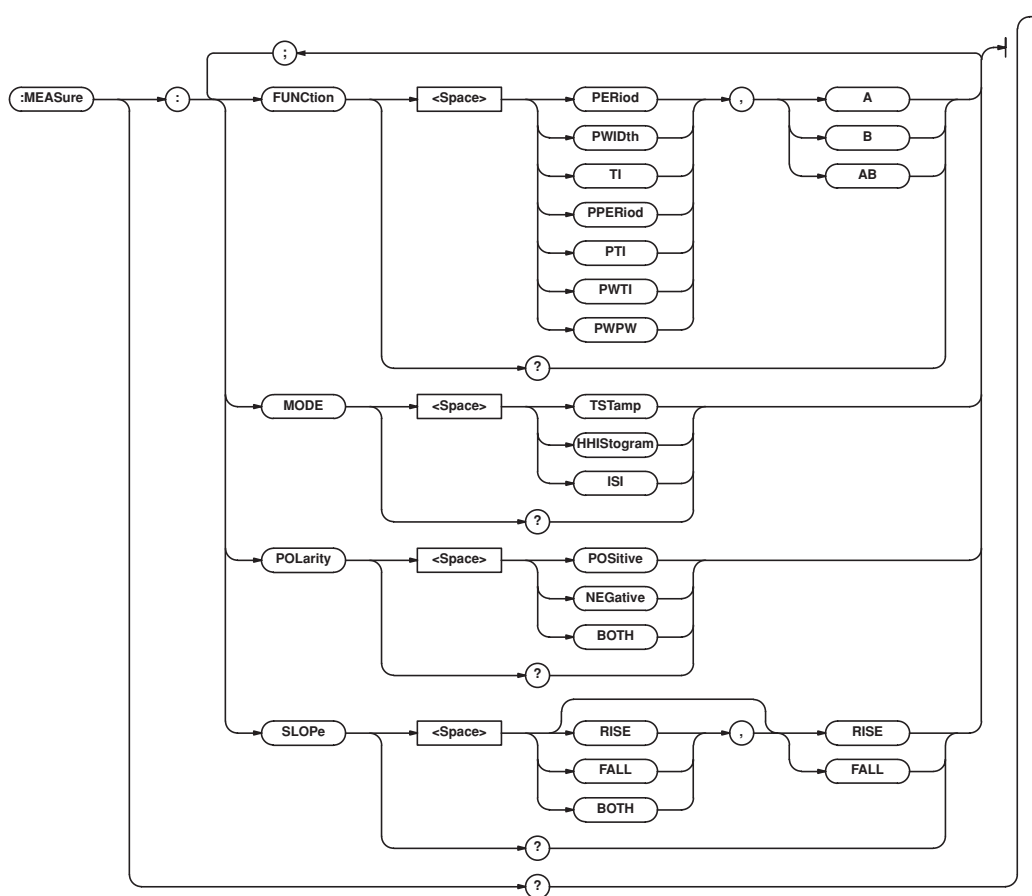 ;
:MEASure : FUNCtion <Space> PERiod , A
PWIDth B
TI AB
PPERiod
PTI
PWTI
PWPW
?
MODE <Space> TSTamp
HHIStogram
ISI
?
POLarity <Space> POSitive
NEGative
BOTH
?
SLOPe <Space> RISE , RISE
FALL FALL
BOTH
?
?